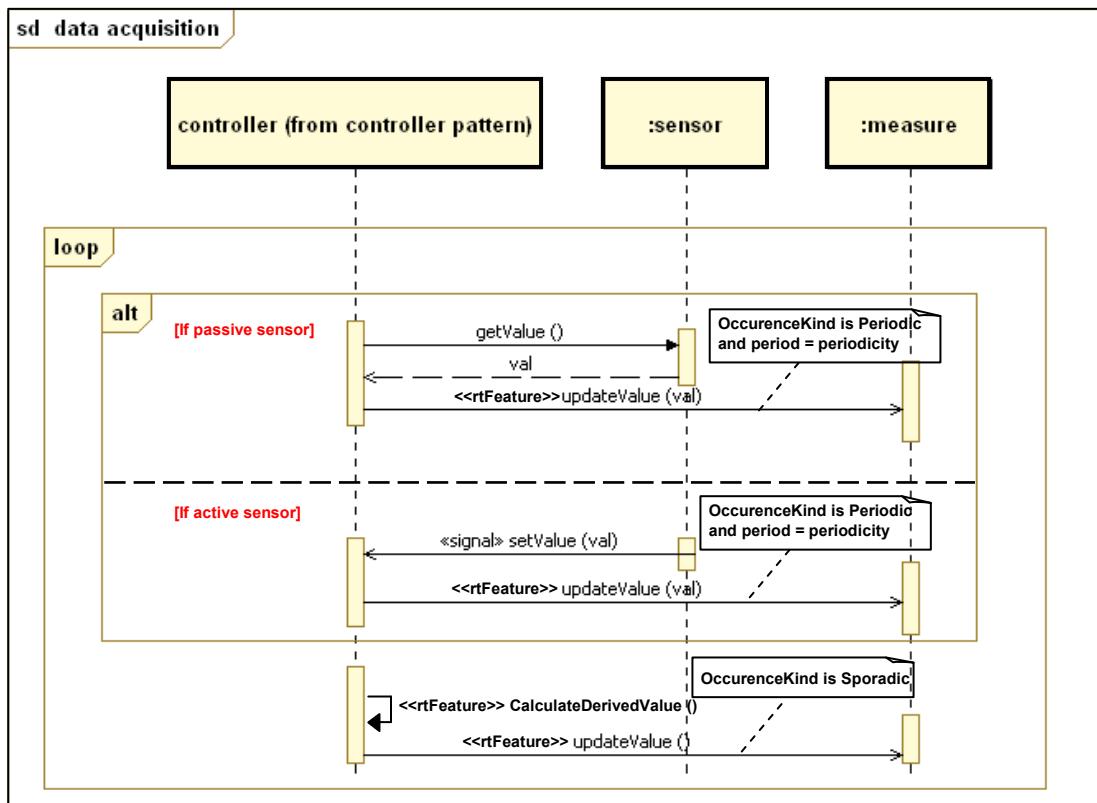 sd data acquisition
controller (from controller pattern)
:sensor
:measure
loop
alt
[If passive sensor]
getValue ()
OccurenceKind is Periodic
and period = periodicity
val
<<rtFeature>> updateValue (val)
[If active sensor]
OccurenceKind is Periodic
and period = periodicity
«signal» setValue (val)
<<rtFeature>> updateValue (val)
OccurenceKind is Sporadic
<<rtFeature>> CalculateDerivedValue ()
<<rtFeature>> updateValue ()